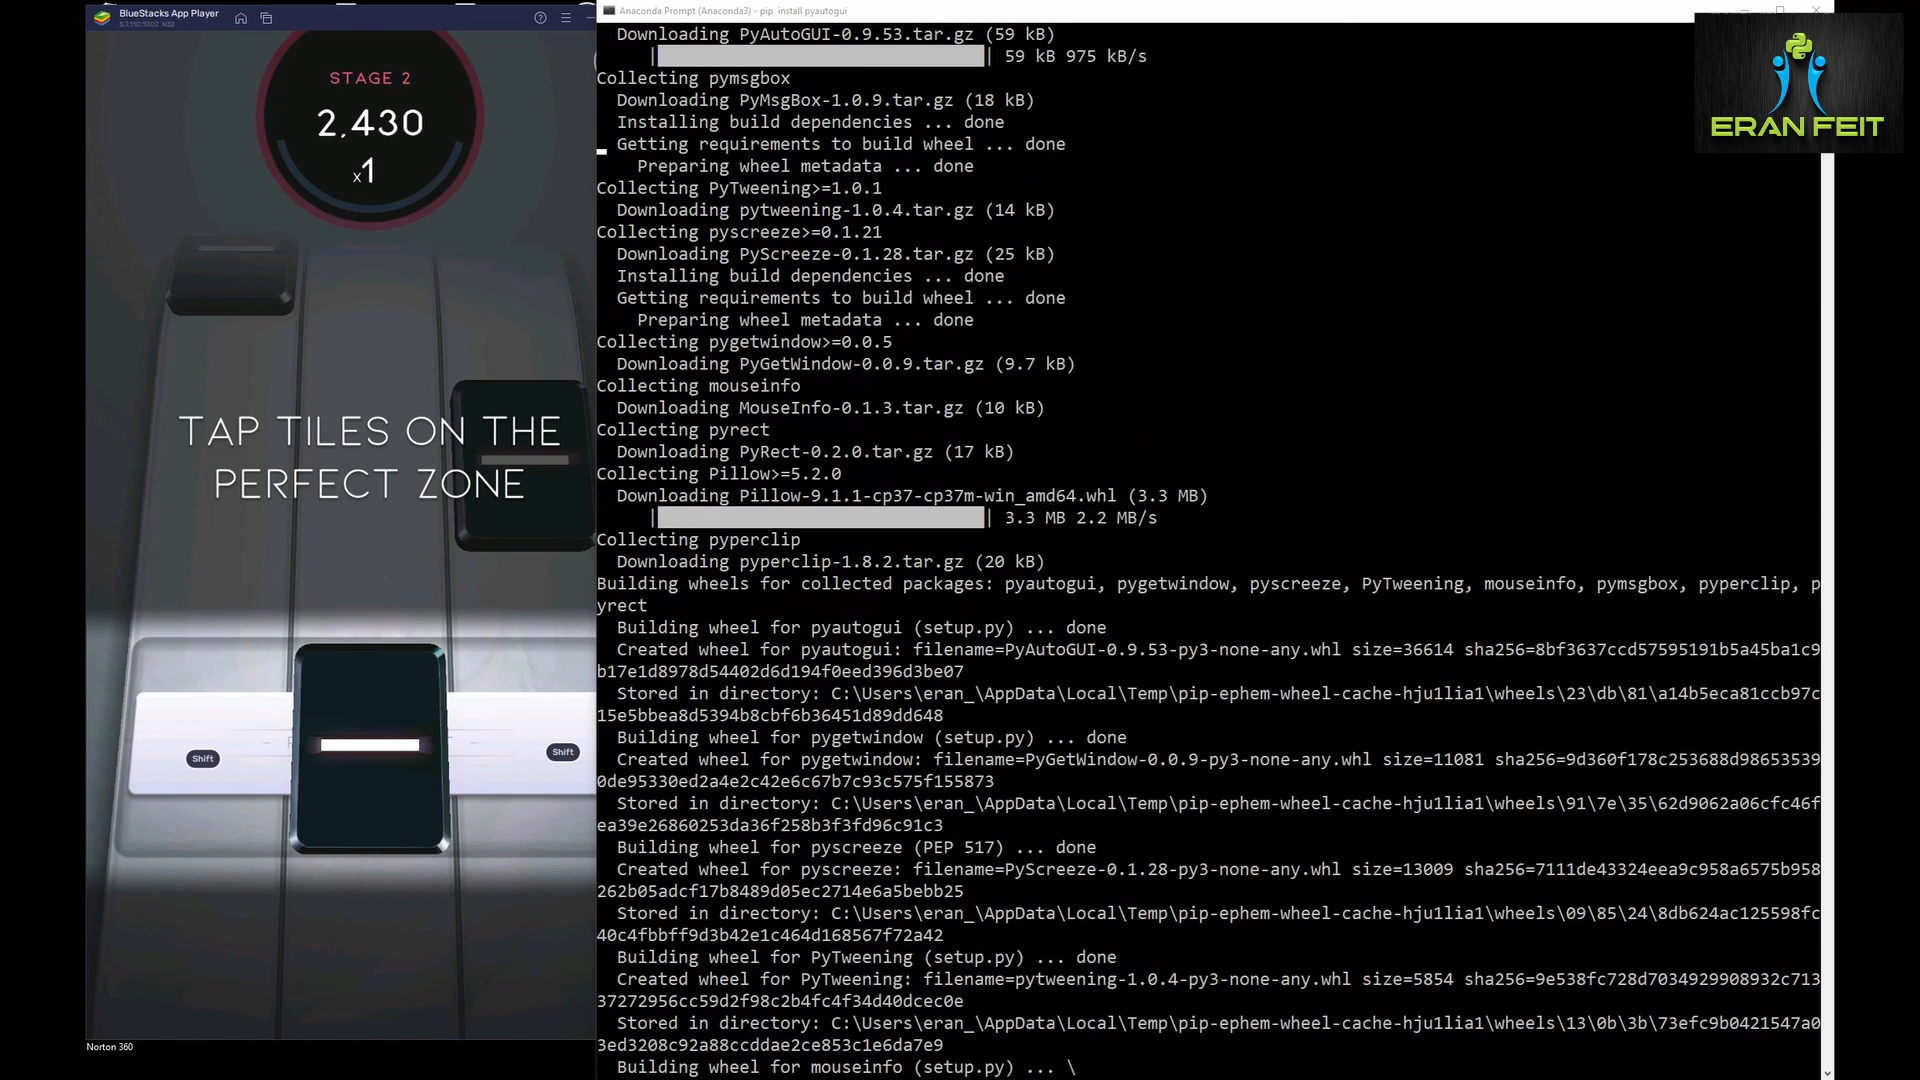 BlueStacks App Player
5.7.110.1002 N32
STAGE 2
2,430
x1
TAP TILES ON THE
PERFECT ZONE
Shift
Shift
Norton 360
Anaconda Prompt (Anaconda3) - pip install pyautogui
Downloading PyAutoGUI-0.9.53.tar.gz (59 kB)
| | 59 kB 975 kB/s
Collecting pymsgbox
Downloading PyMsgBox-1.0.9.tar.gz (18 kB)
Installing build dependencies ... done
Getting requirements to build wheel ... done
Preparing wheel metadata ... done
Collecting PyTweening>=1.0.1
Downloading pytweening-1.0.4.tar.gz (14 kB)
Collecting pyscreeze>=0.1.21
Downloading PyScreeze-0.1.28.tar.gz (25 kB)
Installing build dependencies ... done
Getting requirements to build wheel ... done
Preparing wheel metadata ... done
Collecting pygetwindow>=0.0.5
Downloading PyGetWindow-0.0.9.tar.gz (9.7 kB)
Collecting mouseinfo
Downloading MouseInfo-0.1.3.tar.gz (10 kB)
Collecting pyrect
Downloading PyRect-0.2.0.tar.gz (17 kB)
Collecting Pillow>=5.2.0
Downloading Pillow-9.1.1-cp37-cp37m-win_amd64.whl (3.3 MB)
| | 3.3 MB 2.2 MB/s
Collecting pyperclip
Downloading pyperclip-1.8.2.tar.gz (20 kB)
Building wheels for collected packages: pyautogui, pygetwindow, pyscreeze, PyTweening, mouseinfo, pymsgbox, pyperclip, p
yrect
Building wheel for pyautogui (setup.py) ... done
Created wheel for pyautogui: filename=PyAutoGUI-0.9.53-py3-none-any.whl size=36614 sha256=8bf3637ccd57595191b5a45ba1c9
b17e1d8978d54402d6d194f0eed396d3be07
Stored in directory: C:\Users\eran_\AppData\Local\Temp\pip-ephem-wheel-cache-hju1lia1\wheels\23\db\81\a14b5eca81ccb97c
15e5bbea8d5394b8cbf6b36451d89dd648
Building wheel for pygetwindow (setup.py) ... done
Created wheel for pygetwindow: filename=PyGetWindow-0.0.9-py3-none-any.whl size=11081 sha256=9d360f178c253688d98653539
0de95330ed2a4e2c42e6c67b7c93c575f155873
Stored in directory: C:\Users\eran_\AppData\Local\Temp\pip-ephem-wheel-cache-hju1lia1\wheels\91\7e\35\62d9062a06cfc46f
ea39e26860253da36f258b3f3fd96c91c3
Building wheel for pyscreeze (PEP 517) ... done
Created wheel for pyscreeze: filename=PyScreeze-0.1.28-py3-none-any.whl size=13009 sha256=7111de43324eea9c958a6575b958
262b05adcf17b8489d05ec2714e6a5bebb25
Stored in directory: C:\Users\eran_\AppData\Local\Temp\pip-ephem-wheel-cache-hju1lia1\wheels\09\85\24\8db624ac125598fc
40c4fbbff9d3b42e1c464d168567f72a42
Building wheel for PyTweening (setup.py) ... done
Created wheel for PyTweening: filename=pytweening-1.0.4-py3-none-any.whl size=5854 sha256=9e538fc728d7034929908932c713
37272956cc59d2f98c2b4fc4f34d40dcec0e
Stored in directory: C:\Users\eran_\AppData\Local\Temp\pip-ephem-wheel-cache-hju1lia1\wheels\13\0b\3b\73efc9b0421547a0
3ed3208c92a88ccddae2ce853c1e6da7e9
Building wheel for mouseinfo (setup.py) ... \
ERAN FEIT